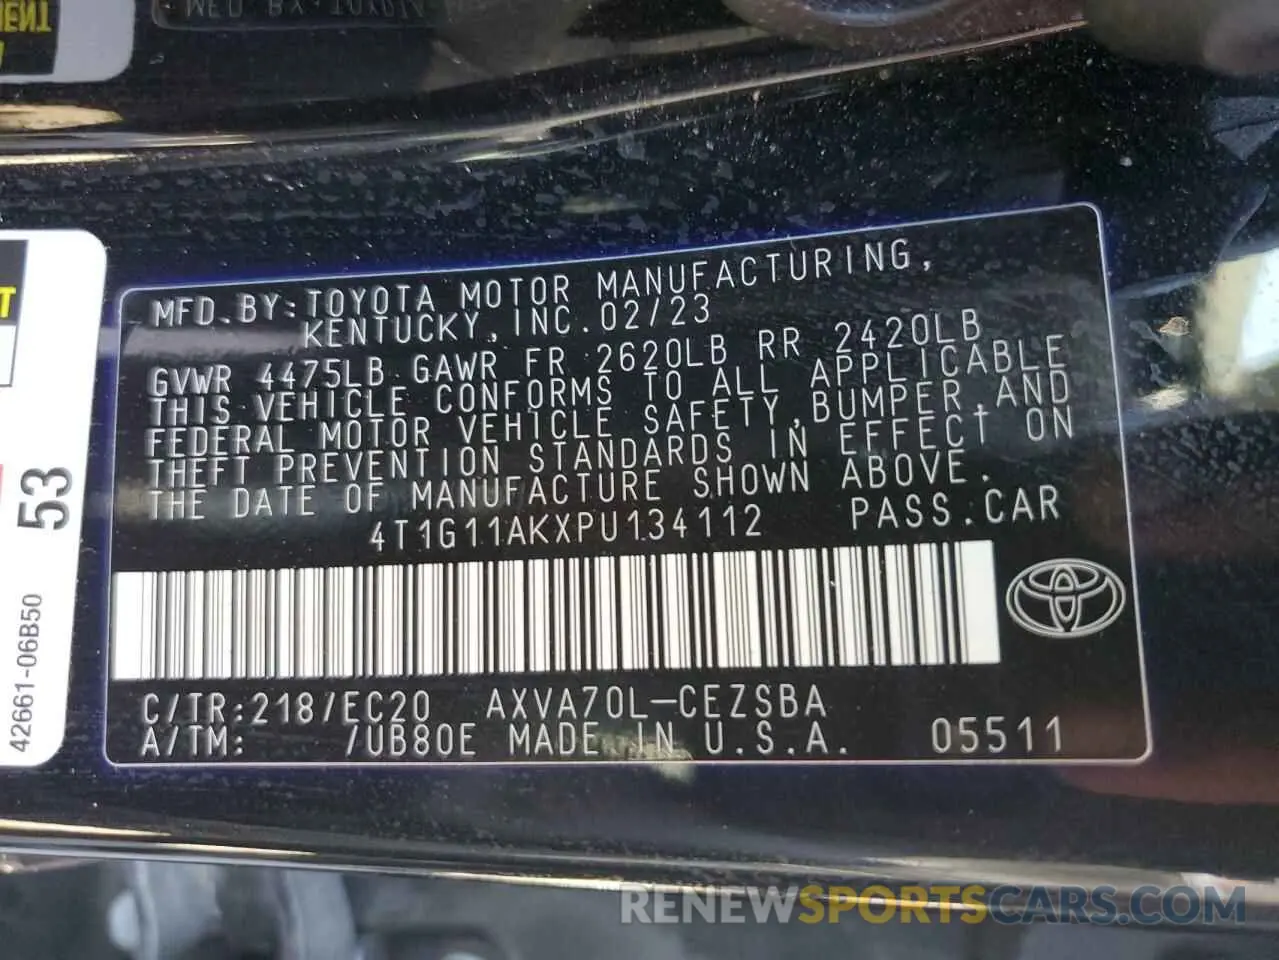 MFD.BY:TOYOTA MOTOR MANUFACTURING,
KENTUCKY, INC. 02/23
GVWR 4475LB GAWR FR 2620LB RR 2420LB
THIS VEHICLE CONFORMS TO ALL APPLICABLE
FEDERAL MOTOR VEHICLE SAFETY, BUMPER, AND
THEFT PREVENTION STANDARDS IN EFFECT ON
THE DATE OF MANUFACTURE SHOWN ABOVE.
4T1G11AKXPU134112 PASS.CAR
C/TR:218/EC20 AXVA70L-CEZSBA
A/TM: /UB80E MADE IN U.S.A. 05511
53
42661-06B50
RENEWSPORTSCARS.COM